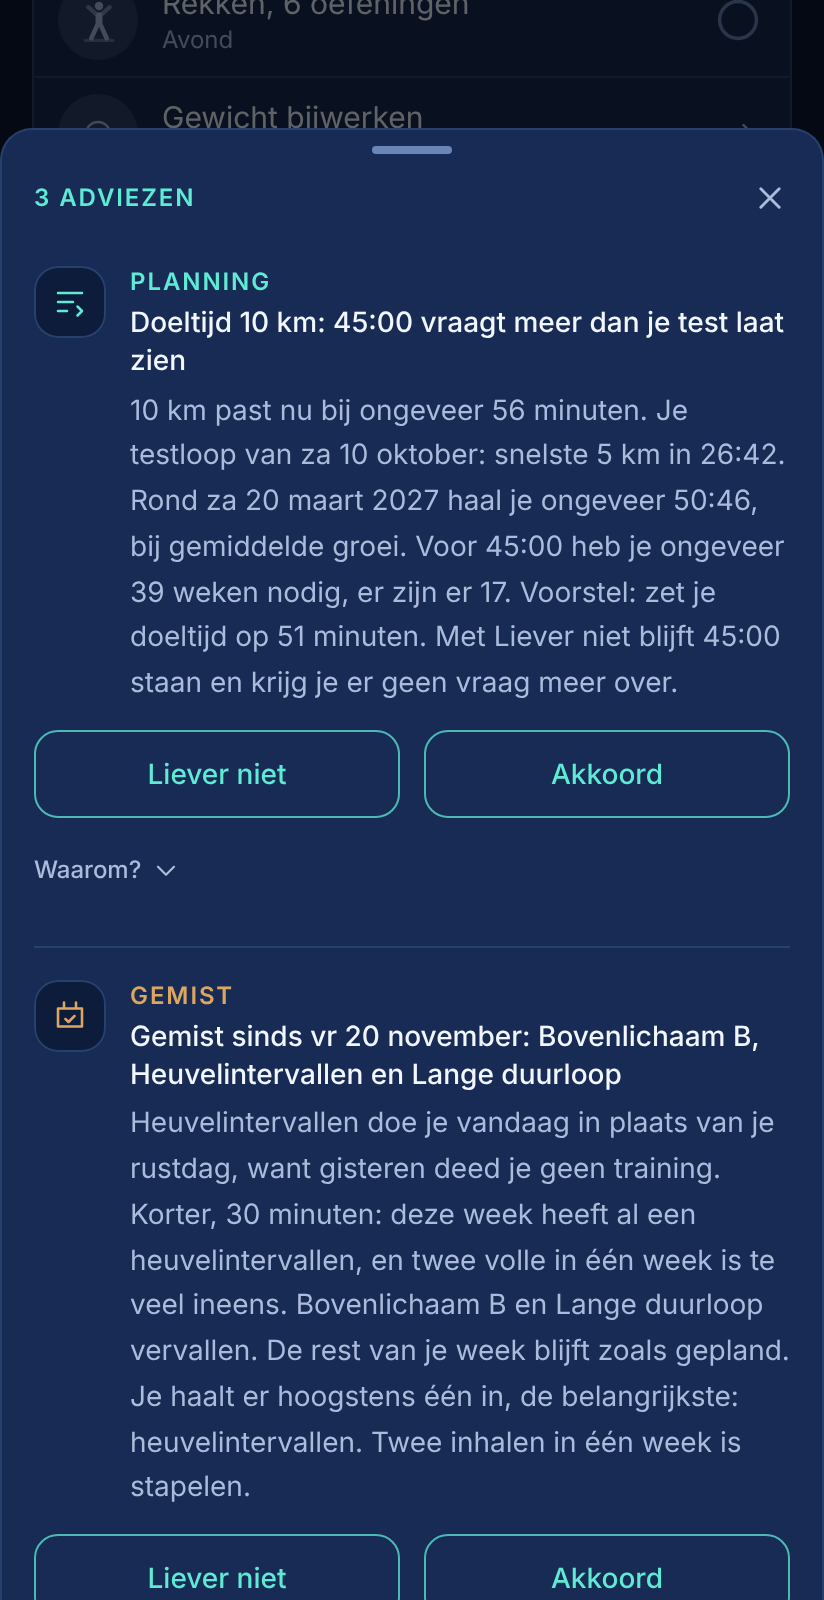 Rekken, 6 oefeningen
Avond
Gewicht bijwerken
3 ADVIEZEN
PLANNING
Doeltijd 10 km: 45:00 vraagt meer dan je test laat
zien
10 km past nu bij ongeveer 56 minuten. Je
testloop van za 10 oktober: snelste 5 km in 26:42.
Rond za 20 maart 2027 haal je ongeveer 50:46,
bij gemiddelde groei. Voor 45:00 heb je ongeveer
39 weken nodig, er zijn er 17. Voorstel: zet je
doeltijd op 51 minuten. Met Liever niet blijft 45:00
staan en krijg je er geen vraag meer over.
Liever niet
Akkoord
Waarom?
GEMIST
Gemist sinds vr 20 november: Bovenlichaam B,
Heuvelintervallen en Lange duurloop
Heuvelintervallen doe je vandaag in plaats van je
rustdag, want gisteren deed je geen training.
Korter, 30 minuten: deze week heeft al een
heuvelintervallen, en twee volle in één week is te
veel ineens. Bovenlichaam B en Lange duurloop
vervallen. De rest van je week blijft zoals gepland.
Je haalt er hoogstens één in, de belangrijkste:
heuvelintervallen. Twee inhalen in één week is
stapelen.
Liever niet
Akkoord